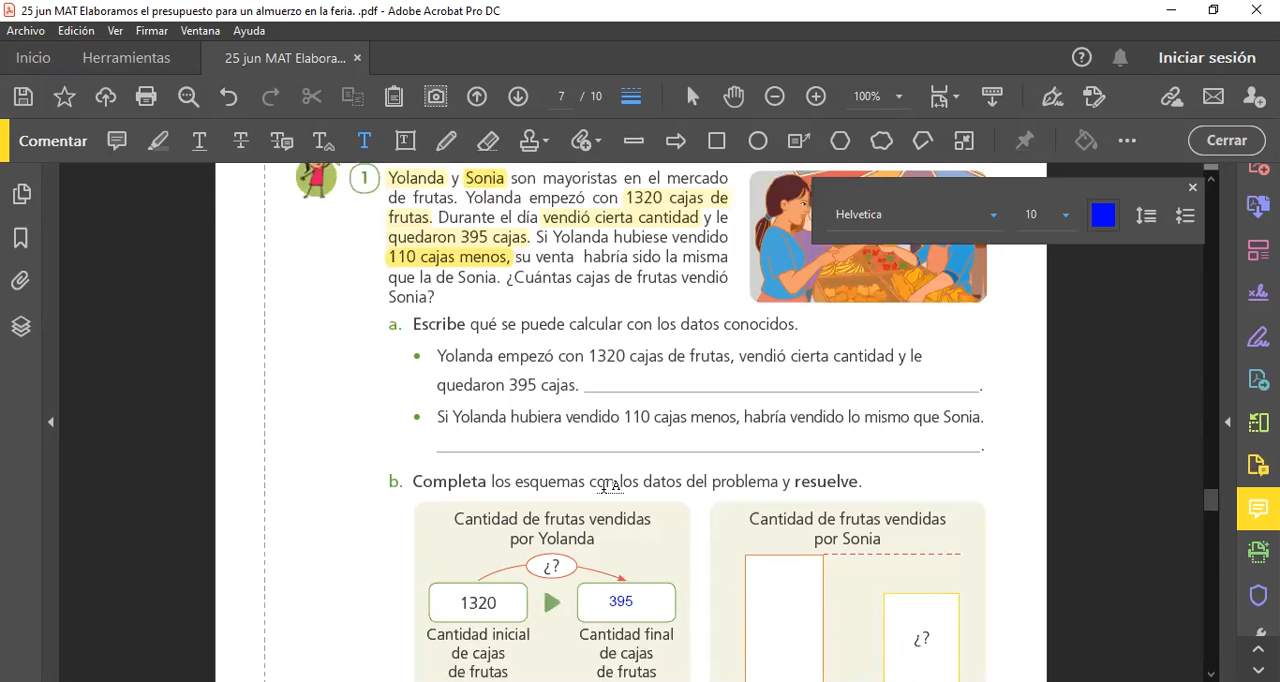 25 jun MAT Elaboramos el presupuesto para un almuerzo en la feria. .pdf - Adobe Acrobat Pro DC
Archivo Edición Ver Firmar Ventana Ayuda
Inicio Herramientas 25 jun MAT Elabora... × Iniciar sesión
7 / 10 100%
Comentar Cerrar
Helvetica 10
1 Yolanda y Sonia son mayoristas en el mercado
de frutas. Yolanda empezó con 1320 cajas de
frutas. Durante el día vendió cierta cantidad y le
quedaron 395 cajas. Si Yolanda hubiese vendido
110 cajas menos, su venta habría sido la misma
que la de Sonia. ¿Cuántas cajas de frutas vendió
Sonia?
a. Escribe qué se puede calcular con los datos conocidos.
• Yolanda empezó con 1320 cajas de frutas, vendió cierta cantidad y le
quedaron 395 cajas. ______.
• Si Yolanda hubiera vendido 110 cajas menos, habría vendido lo mismo que Sonia.
______.
b. Completa los esquemas con los datos del problema y resuelve.
Cantidad de frutas vendidas
por Yolanda
¿?
1320 395
Cantidad inicial
de cajas
de frutas
Cantidad final
de cajas
de frutas
Cantidad de frutas vendidas
por Sonia
¿?